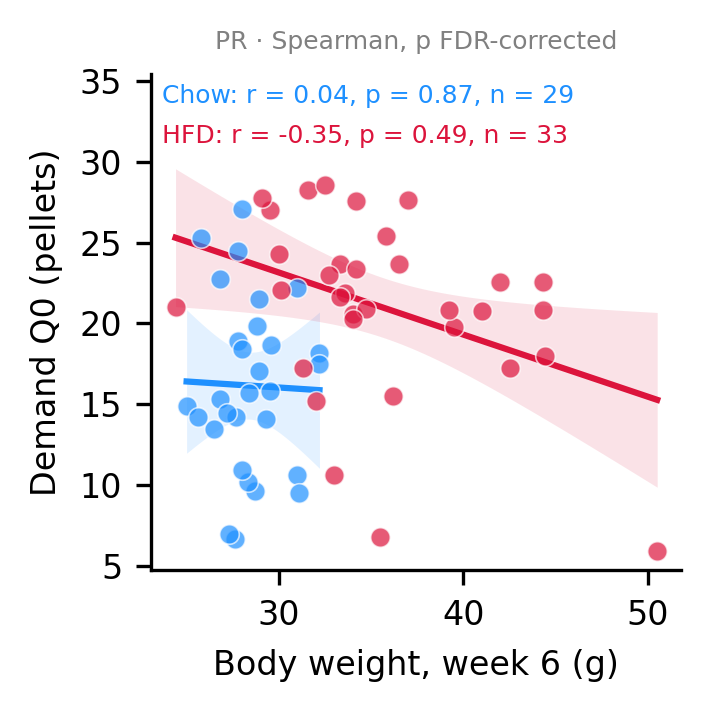 PR · Spearman, p FDR-corrected
Chow: r = 0.04, p = 0.87, n = 29
HFD: r = -0.35, p = 0.49, n = 33
35
30
25
20
15
10
5
Demand Q0 (pellets)
30 40 50
Body weight, week 6 (g)